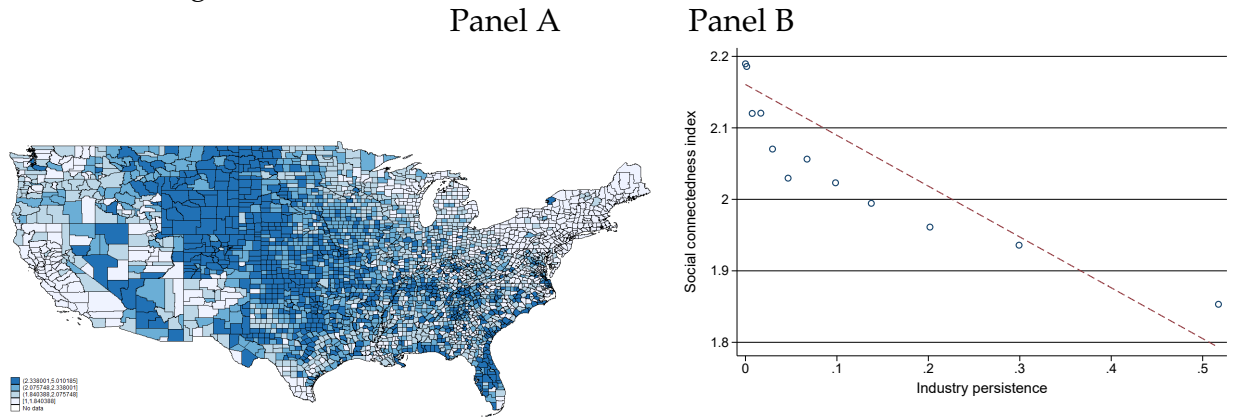 Panel A
Panel B
(2.338001,5.010185]
(2.075748,2.338001]
(1.840388,2.075748]
[1,1.840388]
No data
Social connectedness index
2.2
2.1
2
1.9
1.8
0 .1 .2 .3 .4 .5
Industry persistence